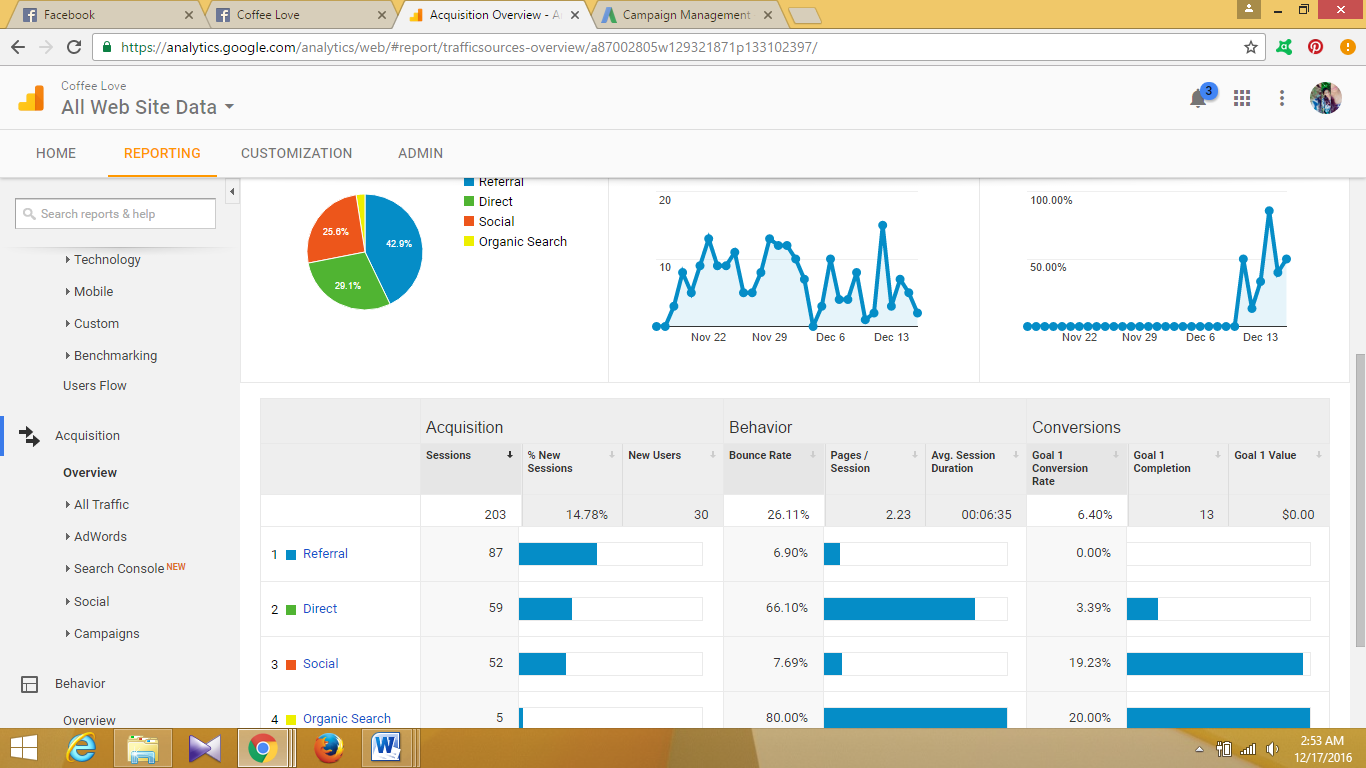 Facebook
Coffee Love
Acquisition Overview - A
Campaign Management
https://analytics.google.com/analytics/web/#report/trafficsources-overview/a87002805w129321871p133102397/
Coffee Love
All Web Site Data
3
HOME REPORTING CUSTOMIZATION ADMIN
Search reports & help
Technology
Mobile
Custom
Benchmarking
Users Flow
Acquisition
Overview
All Traffic
AdWords
Search Console NEW
Social
Campaigns
Behavior
Overview
Referral
Direct
Social
Organic Search
42.9%
29.1%
25.6%
20
10
Nov 22 Nov 29 Dec 6 Dec 13
100.00%
50.00%
Nov 22 Nov 29 Dec 6 Dec 13
Acquisition Behavior Conversions
Sessions % New Sessions New Users Bounce Rate Pages / Session Avg. Session Duration Goal 1 Conversion Rate Goal 1 Completion Goal 1 Value
203 14.78% 30 26.11% 2.23 00:06:35 6.40% 13 $0.00
1 Referral 87 6.90% 0.00%
2 Direct 59 66.10% 3.39%
3 Social 52 7.69% 19.23%
4 Organic Search 5 80.00% 20.00%
2:53 AM
12/17/2016